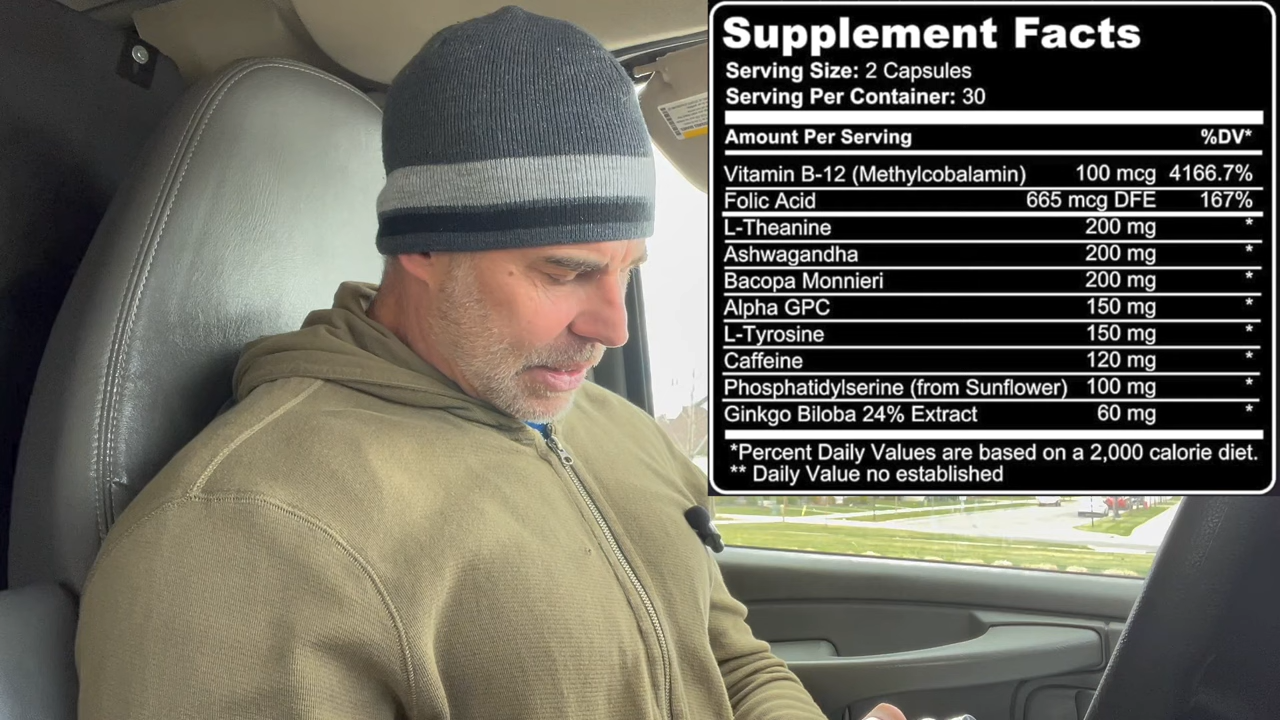 Supplement Facts
Serving Size: 2 Capsules
Serving Per Container: 30
Amount Per Serving %DV*
Vitamin B-12 (Methylcobalamin) 100 mcg 4166.7%
Folic Acid 665 mcg DFE 167%
L-Theanine 200 mg *
Ashwagandha 200 mg *
Bacopa Monnieri 200 mg *
Alpha GPC 150 mg *
L-Tyrosine 150 mg *
Caffeine 120 mg *
Phosphatidylserine (from Sunflower) 100 mg *
Ginkgo Biloba 24% Extract 60 mg *
*Percent Daily Values are based on a 2,000 calorie diet.
** Daily Value no established